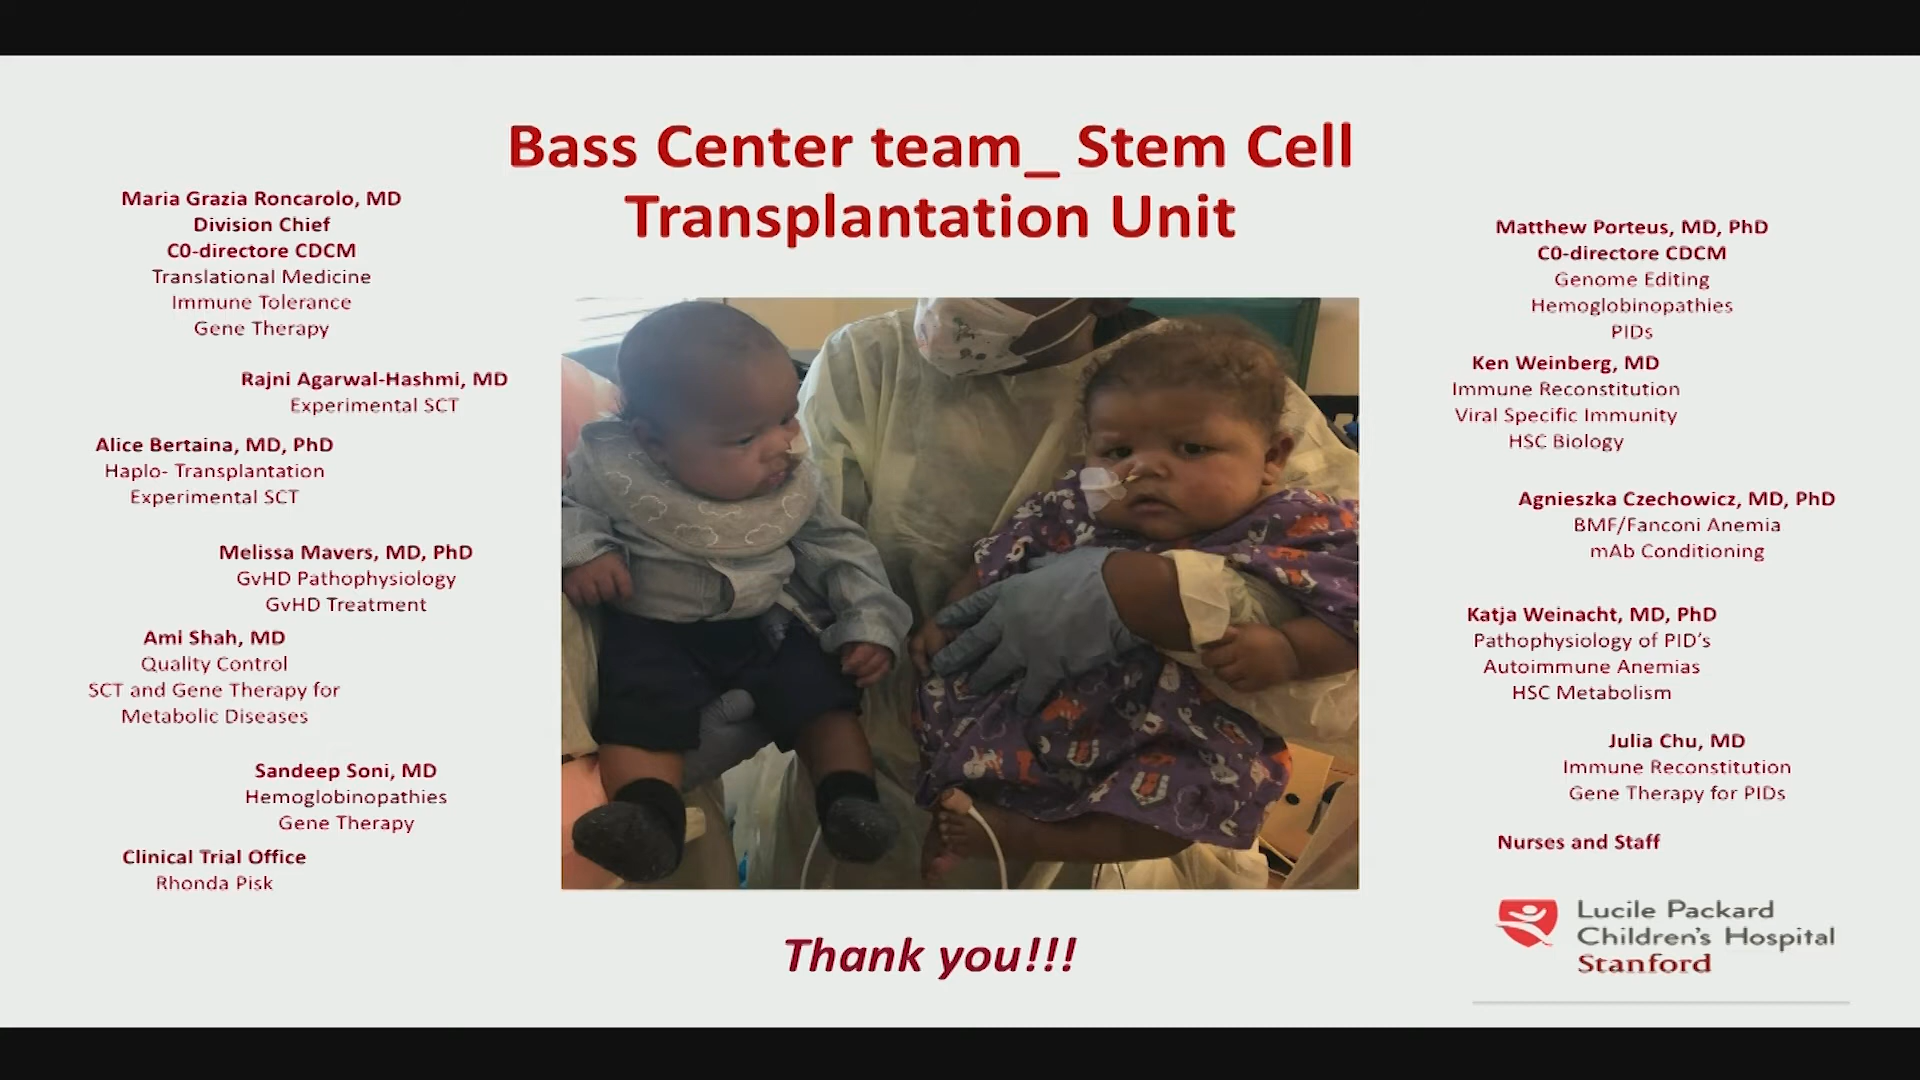 Bass Center team_ Stem Cell
Transplantation Unit
Maria Grazia Roncarolo, MD
Division Chief
C0-directore CDCM
Translational Medicine
Immune Tolerance
Gene Therapy
Rajni Agarwal-Hashmi, MD
Experimental SCT
Alice Bertaina, MD, PhD
Haplo- Transplantation
Experimental SCT
Melissa Mavers, MD, PhD
GvHD Pathophysiology
GvHD Treatment
Ami Shah, MD
Quality Control
SCT and Gene Therapy for
Metabolic Diseases
Sandeep Soni, MD
Hemoglobinopathies
Gene Therapy
Clinical Trial Office
Rhonda Pisk
Matthew Porteus, MD, PhD
C0-directore CDCM
Genome Editing
Hemoglobinopathies
PIDs
Ken Weinberg, MD
Immune Reconstitution
Viral Specific Immunity
HSC Biology
Agnieszka Czechowicz, MD, PhD
BMF/Fanconi Anemia
mAb Conditioning
Katja Weinacht, MD, PhD
Pathophysiology of PID’s
Autoimmune Anemias
HSC Metabolism
Julia Chu, MD
Immune Reconstitution
Gene Therapy for PIDs
Nurses and Staff
Thank you!!!
Lucile Packard
Children's Hospital
Stanford